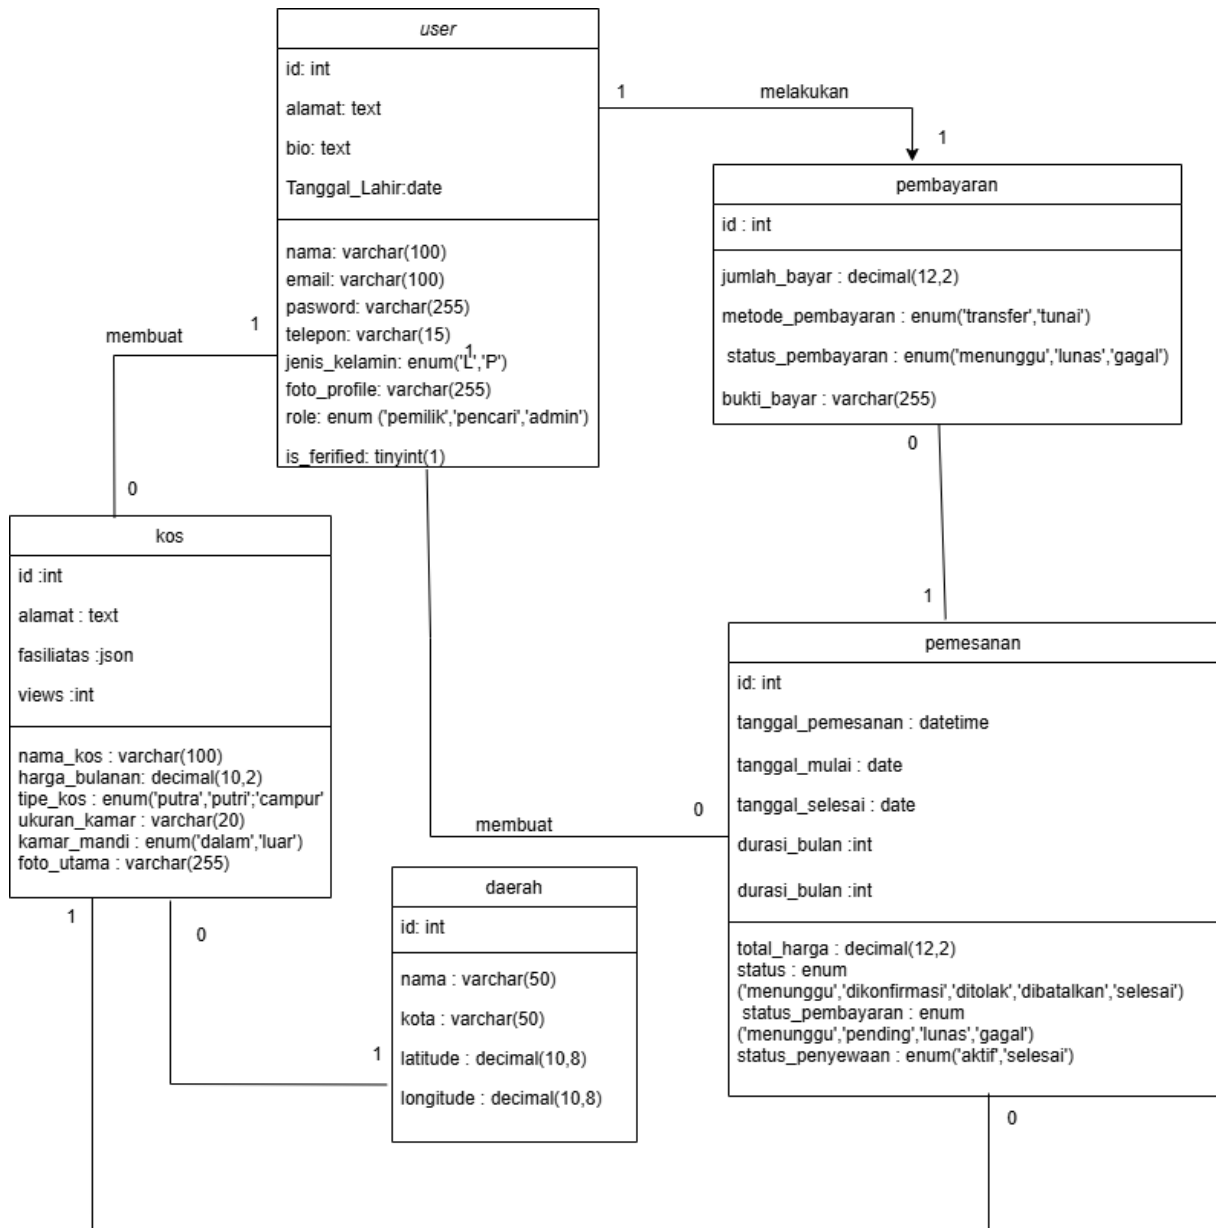 user
id: int
alamat: text
bio: text
Tanggal_Lahir:date
nama: varchar(100)
email: varchar(100)
pasword: varchar(255)
telepon: varchar(15)
jenis_kelamin: enum('L','P')
1
foto_profile: varchar(255)
role: enum ('pemilik','pencari','admin')
is_ferified: tinyint(1)
1
melakukan
1
pembayaran
id : int
jumlah_bayar : decimal(12,2)
metode_pembayaran : enum('transfer','tunai')
status_pembayaran : enum('menunggu','lunas','gagal')
bukti_bayar : varchar(255)
0
1
membuat
1
0
kos
id :int
alamat : text
fasiliatas :json
views :int
nama_kos : varchar(100)
harga_bulanan: decimal(10,2)
tipe_kos : enum('putra','putri';'campur'
ukuran_kamar : varchar(20)
kamar_mandi : enum('dalam','luar')
foto_utama : varchar(255)
1
0
1
membuat
0
daerah
id: int
nama : varchar(50)
kota : varchar(50)
latitude : decimal(10,8)
longitude : decimal(10,8)
pemesanan
id: int
tanggal_pemesanan : datetime
tanggal_mulai : date
tanggal_selesai : date
durasi_bulan :int
durasi_bulan :int
total_harga : decimal(12,2)
status : enum
('menunggu','dikonfirmasi','ditolak','dibatalkan','selesai')
status_pembayaran : enum
('menunggu','pending','lunas','gagal')
status_penyewaan : enum('aktif','selesai')
0